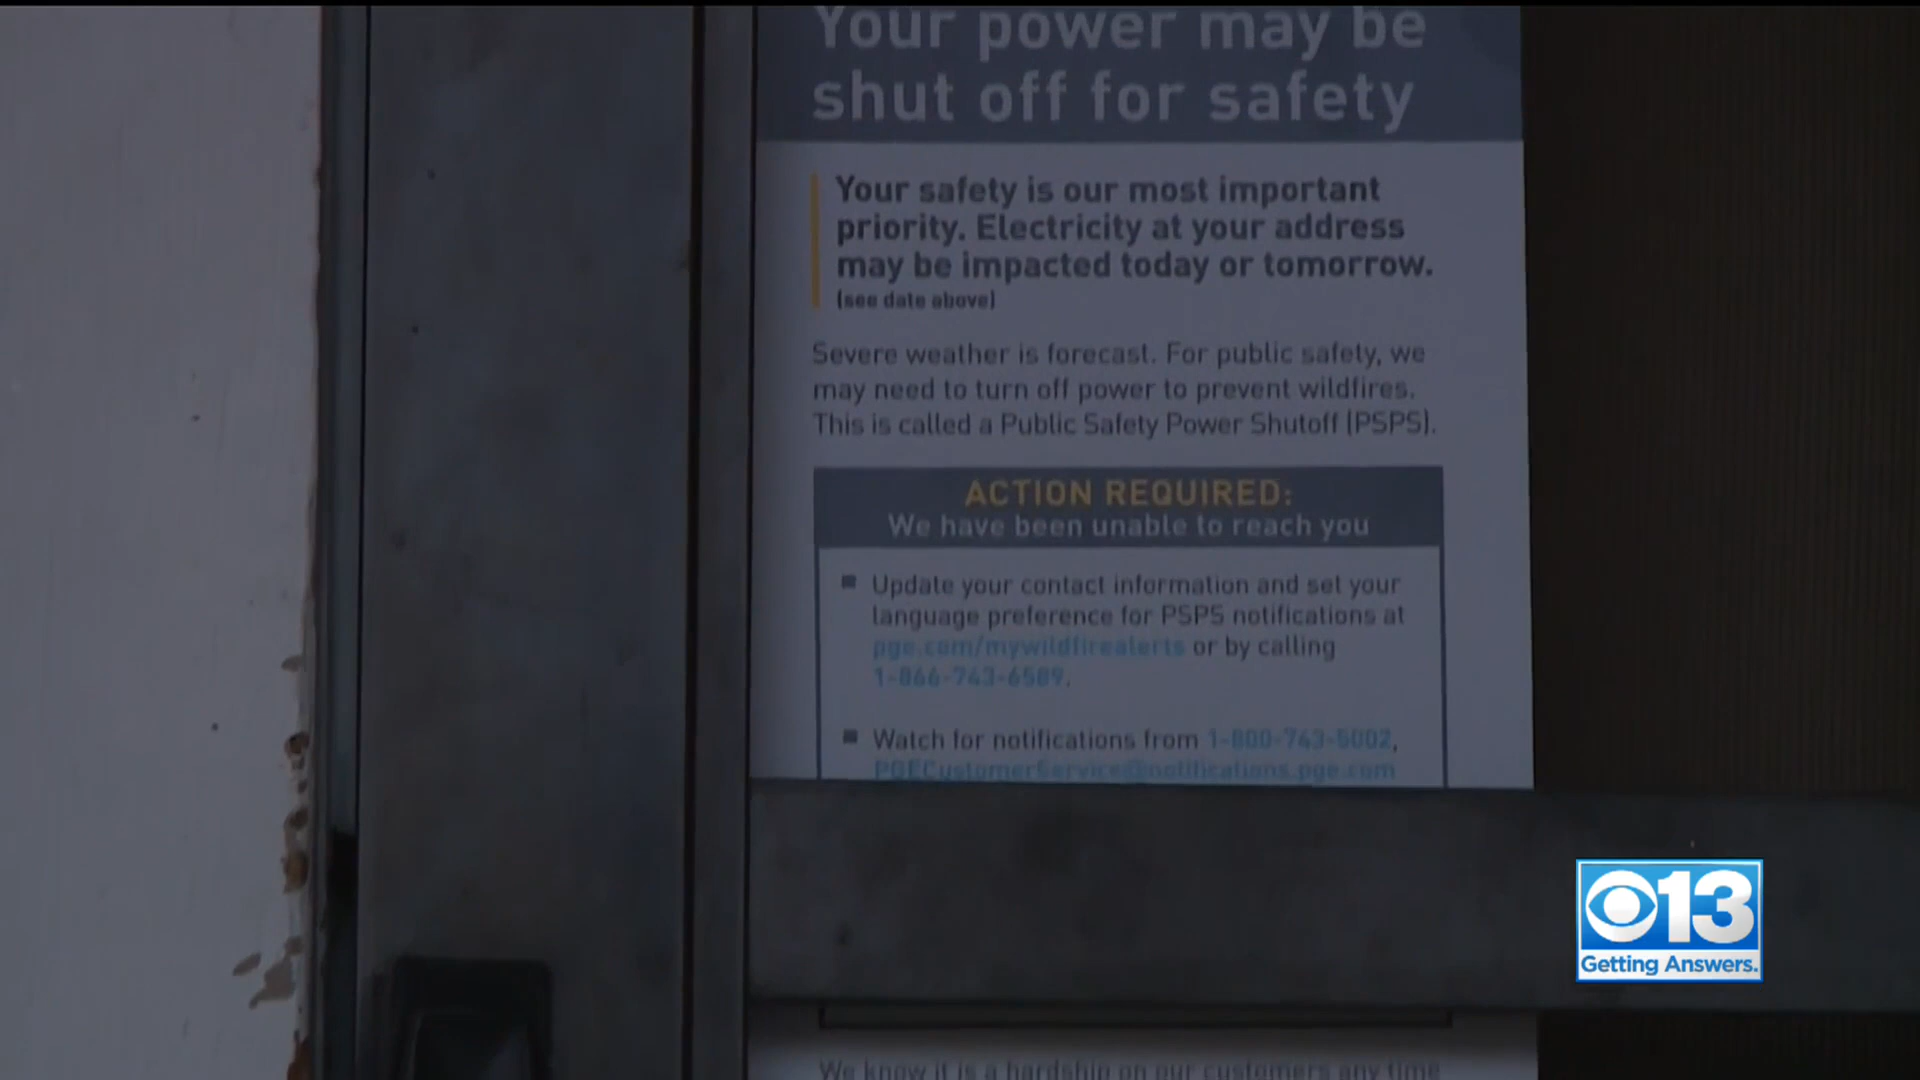 Your power may be
shut off for safety
Your safety is our most important
priority. Electricity at your address
may be impacted today or tomorrow.
(see date above)
Severe weather is forecast. For public safety, we
may need to turn off power to prevent wildfires.
This is called a Public Safety Power Shutoff (PSPS).
ACTION REQUIRED:
We have been unable to reach you
■ Update your contact information and set your
language preference for PSPS notifications at
pge.com/mywildfirealerts or by calling
1-866-743-6589.
■ Watch for notifications from 1-800-743-5002,
PGECustomerService@notifications.pge.com
We know it is a hardship on our customers any time
13
Getting Answers.